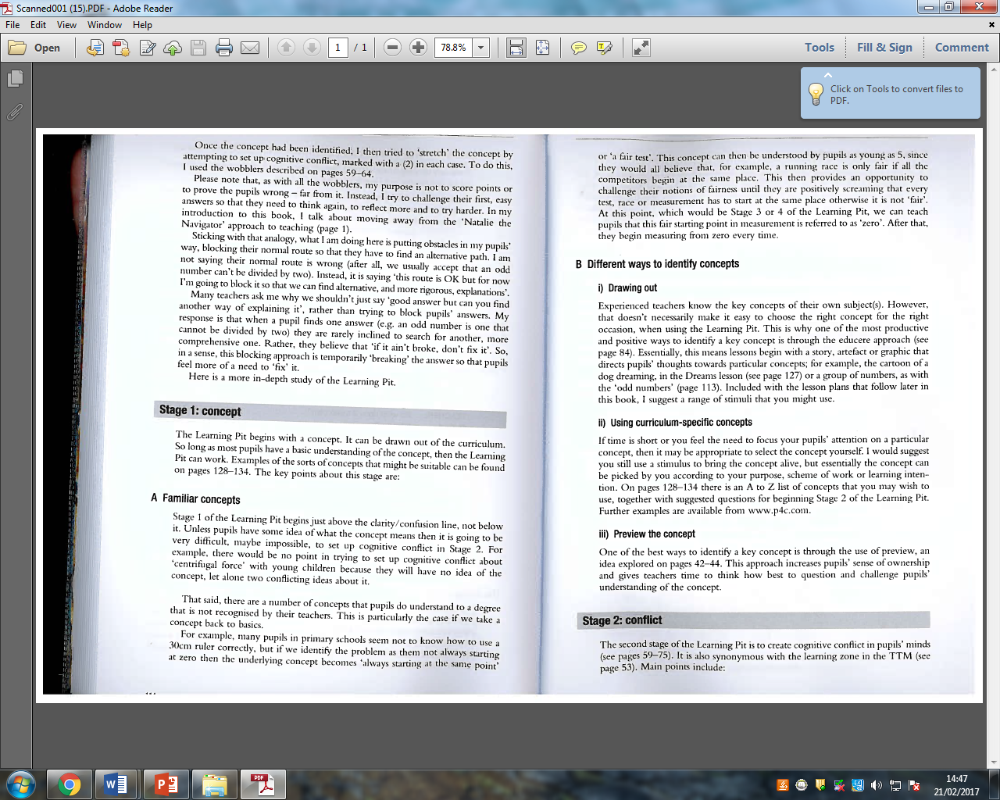 Scanned001 (15).PDF - Adobe Reader
File Edit View Window Help
Open 1 / 1 78.8% Tools Fill & Sign Comment
Click on Tools to convert files to
PDF.
Once the concept had been identified, I then tried to ‘stretch’ the concept by
attempting to set up cognitive conflict, marked with a (2) in each case. To do this,
I used the wobblers described on pages 59–64.
Please note that, as with all the wobblers, my purpose is not to score points or
to prove the pupils wrong – far from it. Instead, I try to challenge their first, easy
answers so that they need to think again, to reflect more and to try harder. In my
introduction to this book, I talk about moving away from the ‘Natalie the
Navigator’ approach to teaching (page 1).
Sticking with that analogy, what I am doing here is putting obstacles in my pupils’
way, blocking their normal route so that they have to find an alternative path. I am
not saying their normal route is wrong (after all, we usually accept that an odd
number can’t be divided by two). Instead, it is saying ‘this route is OK but for now
I’m going to block it so that we can find alternative, and more rigorous, explanations’.
Many teachers ask me why we shouldn’t just say ‘good answer but can you find
another way of explaining it’, rather than trying to block pupils’ answers. My
response is that when a pupil finds one answer (e.g. an odd number is one that
cannot be divided by two) they are rarely inclined to search for another, more
comprehensive one. Rather, they believe that ‘if it ain’t broke, don’t fix it’. So,
in a sense, this blocking approach is temporarily ‘breaking’ the answer so that pupils
feel more of a need to ‘fix’ it.
Here is a more in-depth study of the Learning Pit.
Stage 1: concept
The Learning Pit begins with a concept. It can be drawn out of the curriculum.
So long as most pupils have a basic understanding of the concept, then the Learning
Pit can work. Examples of the sorts of concepts that might be suitable can be found
on pages 128–134. The key points about this stage are:
A Familiar concepts
Stage 1 of the Learning Pit begins just above the clarity/confusion line, not below
it. Unless pupils have some idea of what the concept means then it is going to be
very difficult, maybe impossible, to set up cognitive conflict in Stage 2. For
example, there would be no point in trying to set up cognitive conflict about
‘centrifugal force’ with young children because they will have no idea of the
concept, let alone two conflicting ideas about it.
That said, there are a number of concepts that pupils do understand to a degree
that is not recognised by their teachers. This is particularly the case if we take a
concept back to basics.
For example, many pupils in primary schools seem not to know how to use a
30cm ruler correctly, but if we identify the problem as them not always starting
at zero then the underlying concept becomes ‘always starting at the same point’
or ‘a fair test’. This concept can then be understood by pupils as young as 5, since
they would all believe that, for example, a running race is only fair if all the
competitors begin at the same place. This then provides an opportunity to
challenge their notions of fairness until they are positively screaming that every
test, race or measurement has to start at the same place otherwise it is not ‘fair’.
At this point, which would be Stage 3 or 4 of the Learning Pit, we can teach
pupils that this fair starting point in measurement is referred to as ‘zero’. After that,
they begin measuring from zero every time.
B Different ways to identify concepts
i) Drawing out
Experienced teachers know the key concepts of their own subject(s). However,
that doesn’t necessarily make it easy to choose the right concept for the right
occasion, when using the Learning Pit. This is why one of the most productive
and positive ways to identify a key concept is through the educere approach (see
page 84). Essentially, this means lessons begin with a story, artefact or graphic that
directs pupils’ thoughts towards particular concepts; for example, the cartoon of a
dog dreaming, in the Dreams lesson (see page 127) or a group of numbers, as with
the ‘odd numbers’ (page 113). Included with the lesson plans that follow later in
this book, I suggest a range of stimuli that you might use.
ii) Using curriculum-specific concepts
If time is short or you feel the need to focus your pupils’ attention on a particular
concept, then it may be appropriate to select the concept yourself. I would suggest
you still use a stimulus to bring the concept alive, but essentially the concept can
be picked by you according to your purpose, scheme of work or learning inten-
tion. On pages 128–134 there is an A to Z list of concepts that you may wish to
use, together with suggested questions for beginning Stage 2 of the Learning Pit.
Further examples are available from www.p4c.com.
iii) Preview the concept
One of the best ways to identify a key concept is through the use of preview, an
idea explored on pages 42–44. This approach increases pupils’ sense of ownership
and gives teachers time to think how best to question and challenge pupils’
understanding of the concept.
Stage 2: conflict
The second stage of the Learning Pit is to create cognitive conflict in pupils’ minds
(see pages 59–75). It is also synonymous with the learning zone in the TTM (see
page 53). Main points include:
14:47
21/02/2017